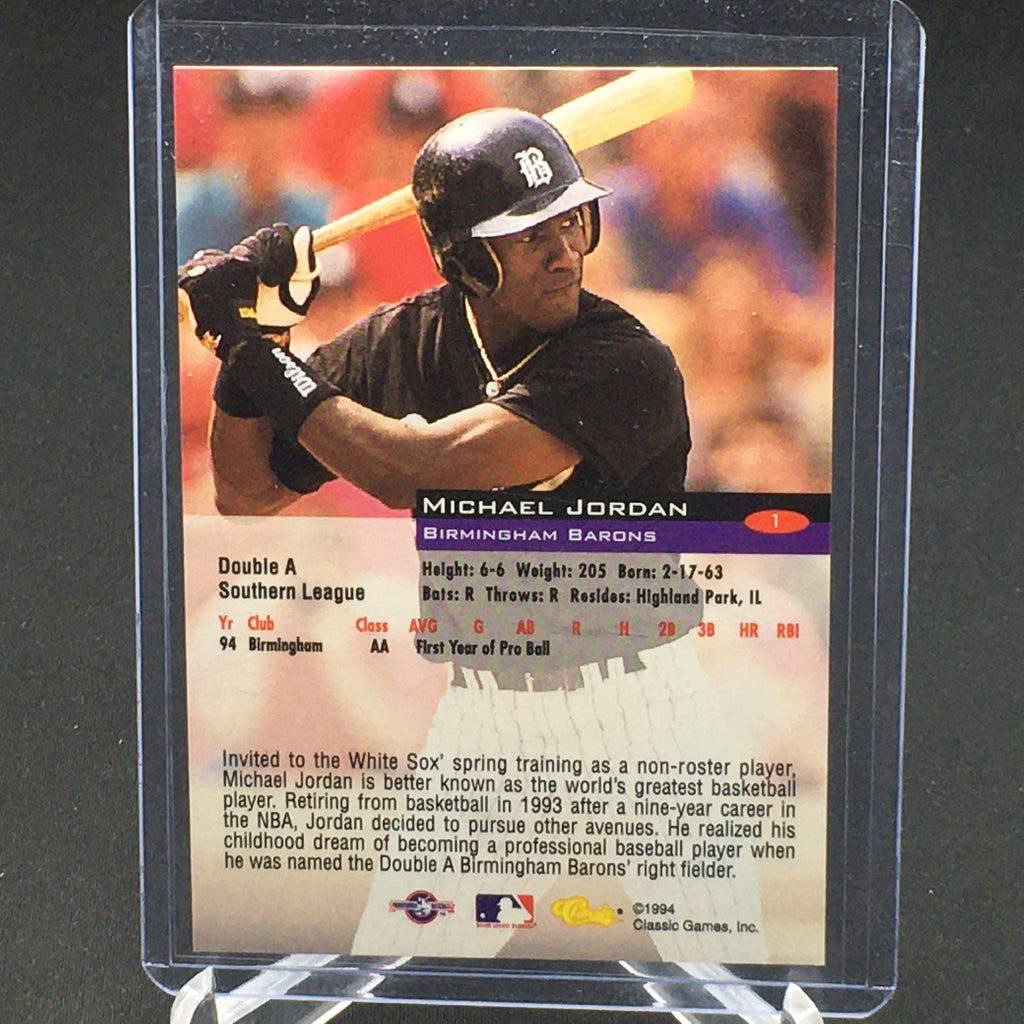 B
Wilson
MICHAEL JORDAN
1
BIRMINGHAM BARONS
Double A
Southern League
Height: 6-6 Weight: 205 Born: 2-17-63
Bats: R Throws: R Resides: Highland Park, IL
Yr Club Class AVG G AB R H 2B 3B HR RBI
94 Birmingham AA First Year of Pro Ball
Invited to the White Sox' spring training as a non-roster player,
Michael Jordan is better known as the world's greatest basketball
player. Retiring from basketball in 1993 after a nine-year career in
the NBA, Jordan decided to pursue other avenues. He realized his
childhood dream of becoming a professional baseball player when
he was named the Double A Birmingham Barons' right fielder.
Classic
©1994
Classic Games, Inc.